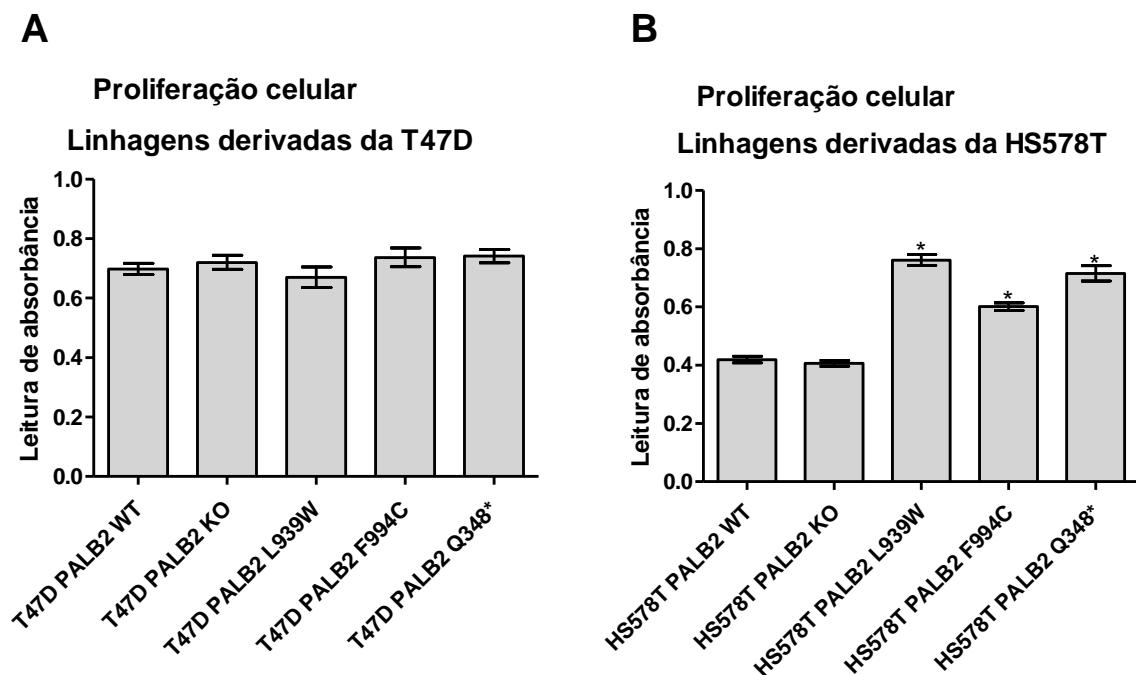 A
Proliferação celular
Linhagens derivadas da T47D
Leitura de absorbância
1.0
0.8
0.6
0.4
0.2
0.0
T47D PALB2 WT
T47D PALB2 KO
T47D PALB2 L939W
T47D PALB2 F994C
T47D PALB2 Q348*
B
Proliferação celular
Linhagens derivadas da HS578T
Leitura de absorbância
1.0
0.8
0.6
0.4
0.2
0.0
*
*
*
HS578T PALB2 WT
HS578T PALB2 KO
HS578T PALB2 L939W
HS578T PALB2 F994C
HS578T PALB2 Q348*